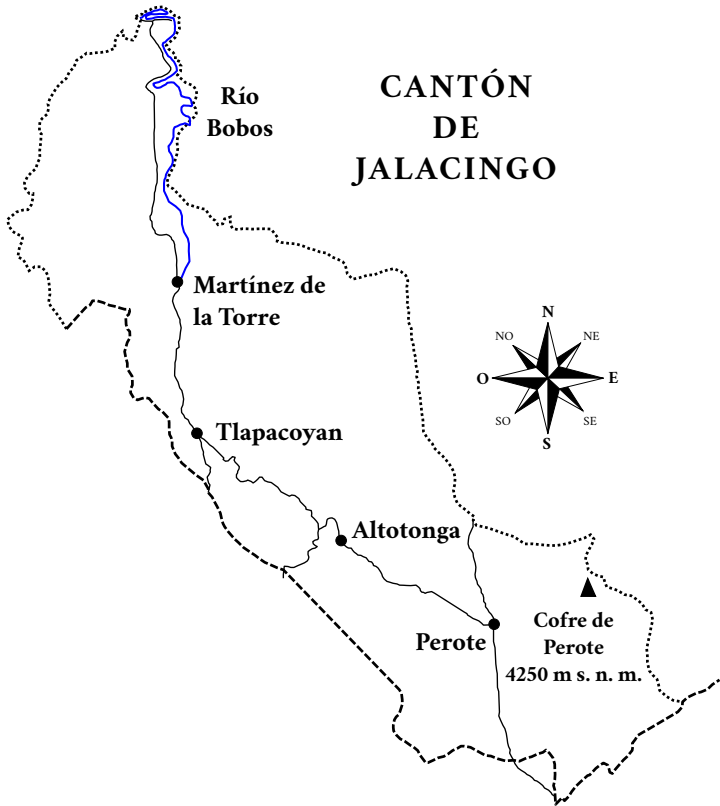 CANTÓN
DE
JALACINGO
Río
Bobos
Martínez de
la Torre
N
NO
NE
O
E
SO
SE
S
Tlapacoyan
Altotonga
Cofre de
Perote
4250 m s. n. m.
Perote